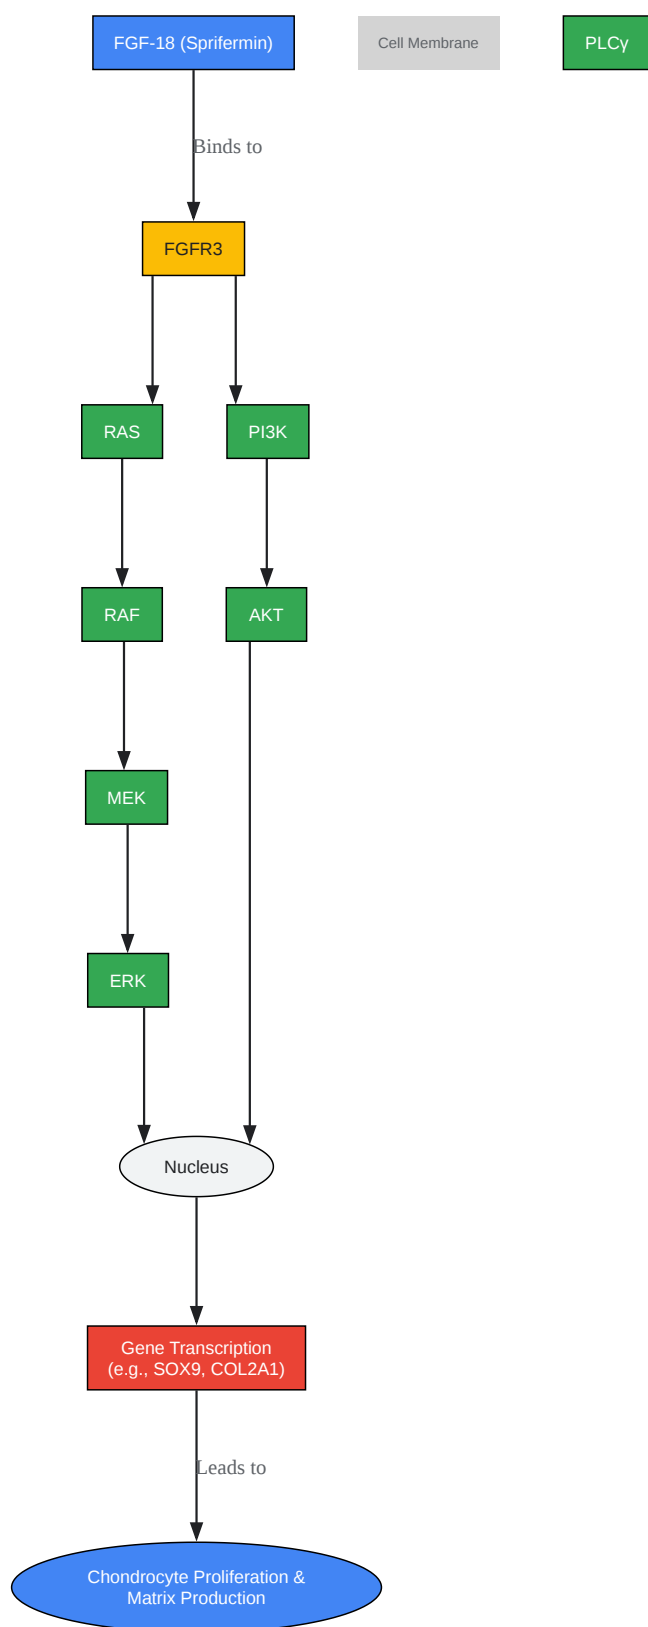 FGF-18 (Sprifermin)
Cell Membrane
PLCγ
Binds to
FGFR3
RAS
PI3K
RAF
AKT
MEK
ERK
Nucleus
Gene Transcription
(e.g., SOX9, COL2A1)
Leads to
Chondrocyte Proliferation &
Matrix Production